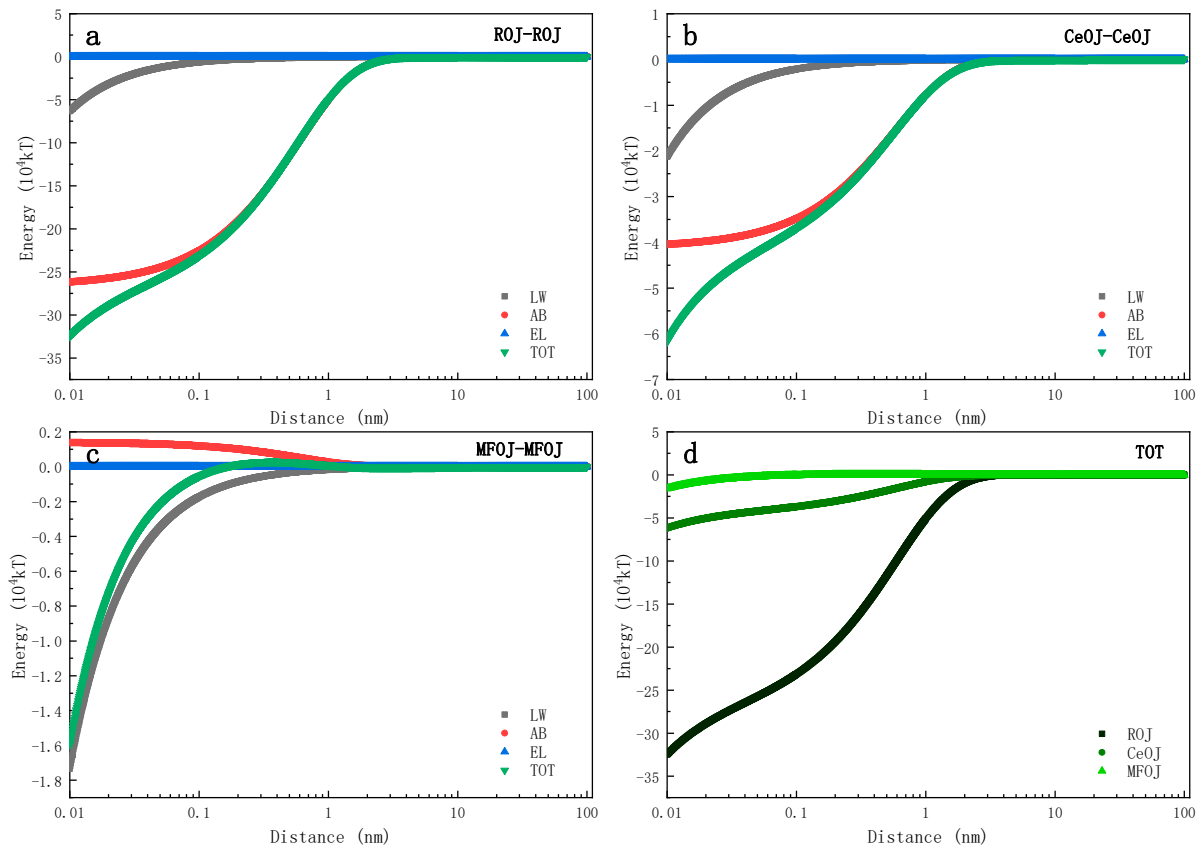 a
ROJ-ROJ
5
0
-5
-10
-15
-20
-25
-30
-35
Energy (10⁴kT)
LW
AB
EL
TOT
0.01
0.1
1
10
100
Distance (nm)
b
CeOJ-CeOJ
1
0
-1
-2
-3
-4
-5
-6
-7
Energy (10⁴kT)
LW
AB
EL
TOT
0.01
0.1
1
10
100
Distance (nm)
c
MFOJ-MFOJ
0.2
0.0
-0.2
-0.4
-0.6
-0.8
-1.0
-1.2
-1.4
-1.6
-1.8
Energy (10⁴kT)
LW
AB
EL
TOT
0.01
0.1
1
10
100
Distance (nm)
d
TOT
5
0
-5
-10
-15
-20
-25
-30
-35
Energy (10⁴kT)
ROJ
CeOJ
MFOJ
0.01
0.1
1
10
100
Distance (nm)